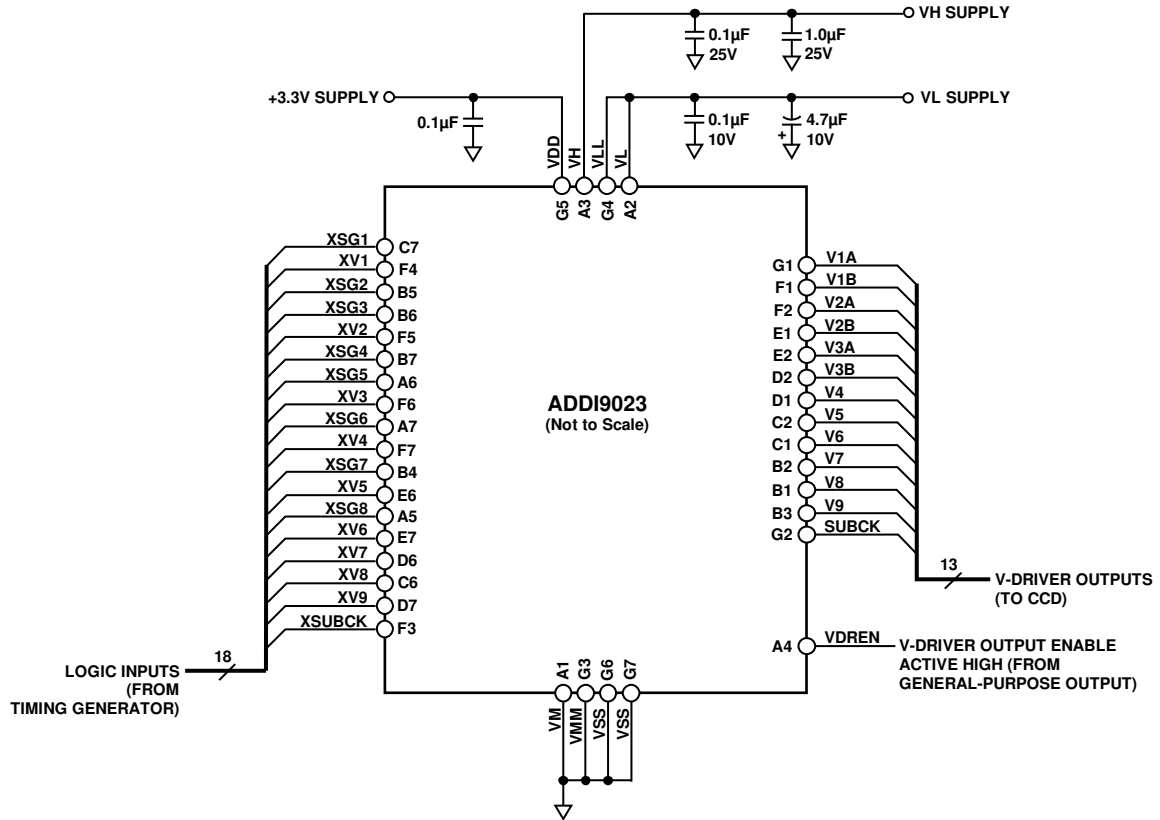 VH SUPPLY
0.1µF
25V
1.0µF
25V
+3.3V SUPPLY
0.1µF
VL SUPPLY
0.1µF
10V
4.7µF
10V
+
VDD
VH
VLL
VL
G5
A3
G4
A2
XSG1
C7
XV1
F4
XSG2
B5
XSG3
B6
XV2
F5
XSG4
B7
XSG5
A6
XV3
F6
XSG6
A7
XV4
F7
XSG7
B4
XV5
E6
XSG8
A5
XV6
E7
XV7
D6
XV8
C6
XV9
D7
XSUBCK
F3
18
LOGIC INPUTS
(FROM
TIMING GENERATOR)
ADDI9023
(Not to Scale)
G1
V1A
F1
V1B
F2
V2A
E1
V2B
E2
V3A
D2
V3B
D1
V4
C2
V5
C1
V6
B2
V7
B1
V8
B3
V9
G2
SUBCK
13
V-DRIVER OUTPUTS
(TO CCD)
A4
VDREN
V-DRIVER OUTPUT ENABLE
ACTIVE HIGH (FROM
GENERAL-PURPOSE OUTPUT)
A1
G3
G6
G7
VM
VMM
VSS
VSS